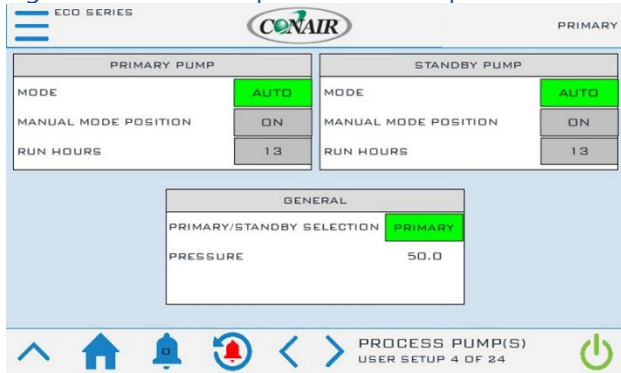 ECO SERIES
CONAIR
PRIMARY
PRIMARY PUMP
MODE AUTO
MANUAL MODE POSITION ON
RUN HOURS 13
STANDBY PUMP
MODE AUTO
MANUAL MODE POSITION ON
RUN HOURS 13
GENERAL
PRIMARY/STANDBY SELECTION PRIMARY
PRESSURE 50.0
0
PROCESS PUMP(S)
USER SETUP 4 OF 24